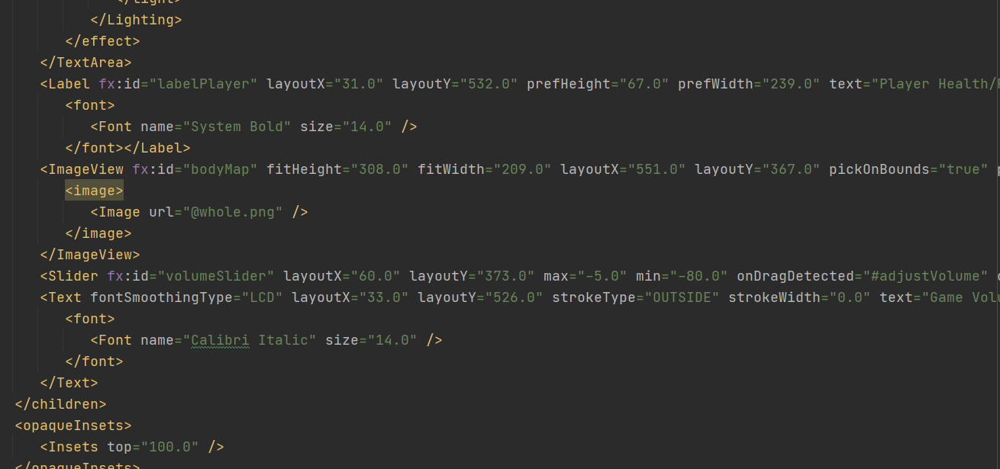 </Light>
</Lighting>
</effect>
</TextArea>
<Label fx:id="labelPlayer" layoutX="31.0" layoutY="532.0" prefHeight="67.0" prefWidth="239.0" text="Player Health/
<font>
<Font name="System Bold" size="14.0" />
</font></Label>
<ImageView fx:id="bodyMap" fitHeight="308.0" fitWidth="209.0" layoutX="551.0" layoutY="367.0" pickOnBounds="true"
<image>
<Image url="@whole.png" />
</image>
</ImageView>
<Slider fx:id="volumeSlider" layoutX="60.0" layoutY="373.0" max="-5.0" min="-80.0" onDragDetected="#adjustVolume"
<Text fontSmoothingType="LCD" layoutX="33.0" layoutY="526.0" strokeType="OUTSIDE" strokeWidth="0.0" text="Game Volu
<font>
<Font name="Calibri Italic" size="14.0" />
</font>
</Text>
</children>
<opaqueInsets>
<Insets top="100.0" />
</opaqueInsets>